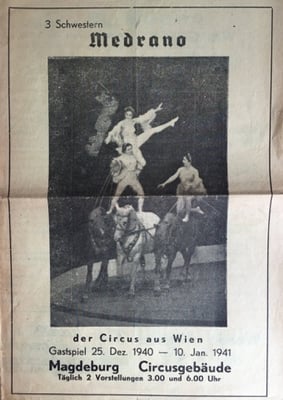 3 Schwestern
Medrano
der Circus aus Wien
Gastspiel 25. Dez. 1940 — 10. Jan. 1941
Magdeburg Circusgebäude
Täglich 2 Vorstellungen 3.00 und 6.00 Uhr